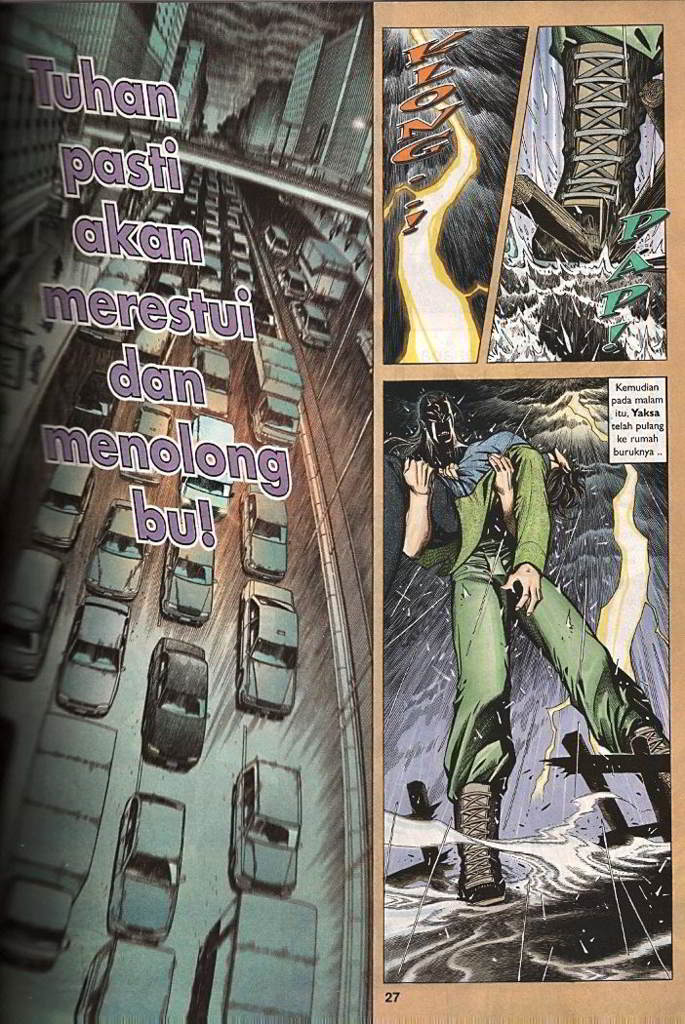 Tuhan
pasti
akan
merestui
dan
menolong
bu!
KLONG..!
PAP!
Kemudian
pada malam
itu, Yaksa
telah pulang
ke rumah
buruknya ..
27